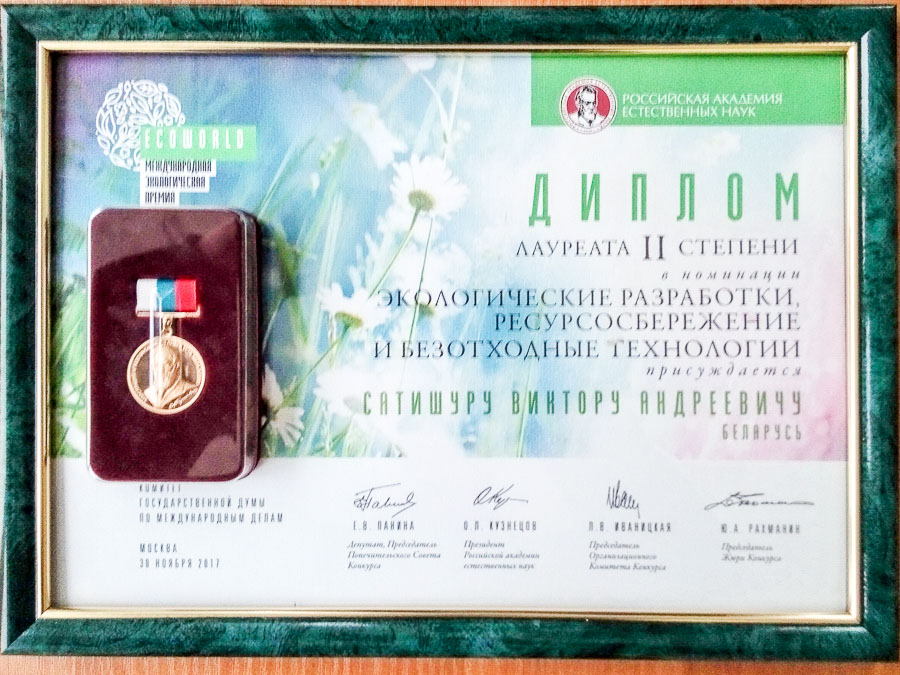 ECOWORLD
МЕЖДУНАРОДНАЯ
ЭКОЛОГИЧЕСКАЯ
ПРЕМИЯ
РОССИЙСКАЯ АКАДЕМИЯ
ЕСТЕСТВЕННЫХ НАУК
ДИПЛОМ
ЛАУРЕАТА II СТЕПЕНИ
в номинации
ЭКОЛОГИЧЕСКИЕ РАЗРАБОТКИ,
РЕСУРСОСБЕРЕЖЕНИЕ
И БЕЗОТХОДНЫЕ ТЕХНОЛОГИИ
присуждается
САТИШУРУ ВИКТОРУ АНДРЕЕВИЧУ
БЕЛАРУСЬ
КОМИТЕТ
ГОСУДАРСТВЕННОЙ ДУМЫ
ПО МЕЖДУНАРОДНЫМ ДЕЛАМ
МОСКВА
30 НОЯБРЯ 2017
Е.В. ПАНИНА
Депутат, Председатель
Попечительского Совета
Конкурса
О.Л. КУЗНЕЦОВ
Президент
Российской академии
естественных наук
Л.В. ИВАНИЦКАЯ
Председатель
Организационного
Комитета Конкурса
Ю.А. РАХМАНИН
Председатель
Жюри Конкурса